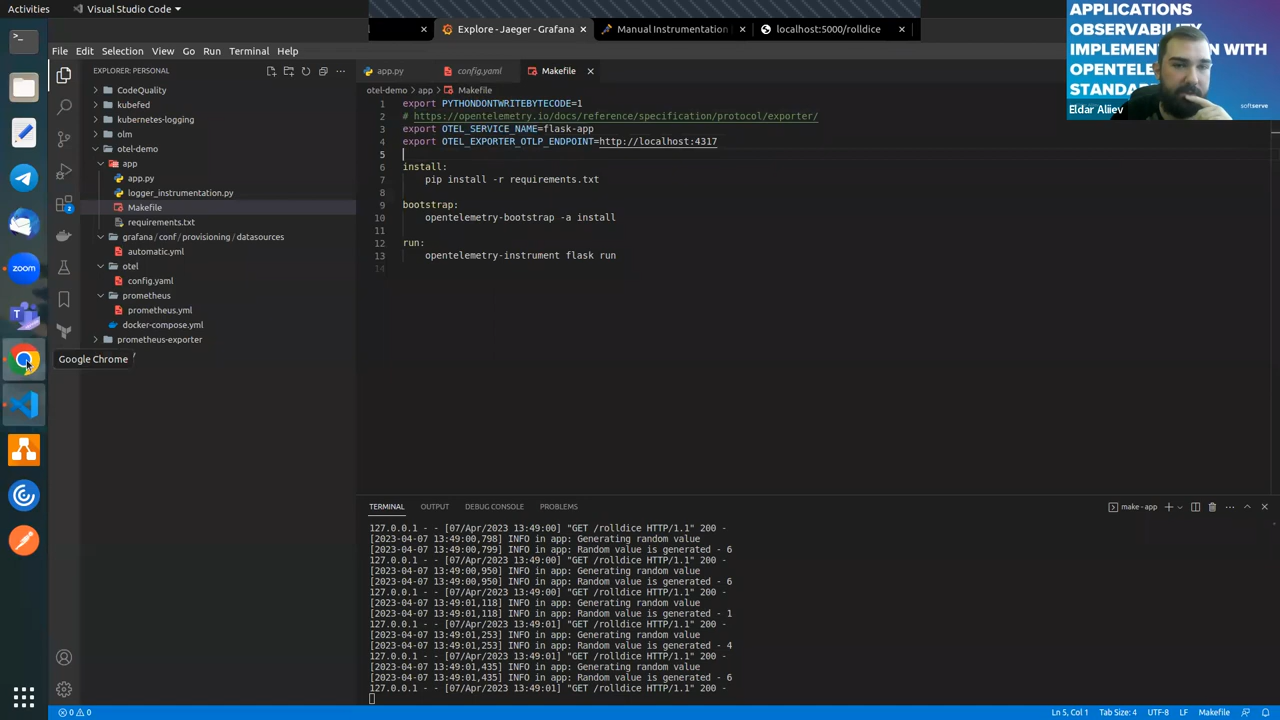 Activities
Visual Studio Code
Explore - Jaeger - Grafana
Manual Instrumentation
localhost:5000/rolldice
File Edit Selection View Go Run Terminal Help
EXPLORER: PERSONAL
CodeQuality
kubefed
kubernetes-logging
olm
otel-demo
app
app.py
logger_instrumentation.py
Makefile
requirements.txt
grafana / conf / provisioning / datasources
automatic.yml
otel
config.yaml
prometheus
prometheus.yml
docker-compose.yml
prometheus-exporter
Google Chrome
zoom
2
app.py
config.yaml
Makefile
otel-demo > app > Makefile
1 export PYTHONDONTWRITEBYTECODE=1
2 # https://opentelemetry.io/docs/reference/specification/protocol/exporter/
3 export OTEL_SERVICE_NAME=flask-app
4 export OTEL_EXPORTER_OTLP_ENDPOINT=http://localhost:4317
5
6 install:
7 pip install -r requirements.txt
8
9 bootstrap:
10 opentelemetry-bootstrap -a install
11
12 run:
13 opentelemetry-instrument flask run
14
TERMINAL OUTPUT DEBUG CONSOLE PROBLEMS
make - app
127.0.0.1 - - [07/Apr/2023 13:49:00] "GET /rolldice HTTP/1.1" 200 -
[2023-04-07 13:49:00,798] INFO in app: Generating random value
[2023-04-07 13:49:00,799] INFO in app: Random value is generated - 6
127.0.0.1 - - [07/Apr/2023 13:49:00] "GET /rolldice HTTP/1.1" 200 -
[2023-04-07 13:49:00,950] INFO in app: Generating random value
[2023-04-07 13:49:00,950] INFO in app: Random value is generated - 6
127.0.0.1 - - [07/Apr/2023 13:49:00] "GET /rolldice HTTP/1.1" 200 -
[2023-04-07 13:49:01,118] INFO in app: Generating random value
[2023-04-07 13:49:01,118] INFO in app: Random value is generated - 1
127.0.0.1 - - [07/Apr/2023 13:49:01] "GET /rolldice HTTP/1.1" 200 -
[2023-04-07 13:49:01,253] INFO in app: Generating random value
[2023-04-07 13:49:01,253] INFO in app: Random value is generated - 4
127.0.0.1 - - [07/Apr/2023 13:49:01] "GET /rolldice HTTP/1.1" 200 -
[2023-04-07 13:49:01,435] INFO in app: Generating random value
[2023-04-07 13:49:01,435] INFO in app: Random value is generated - 6
127.0.0.1 - - [07/Apr/2023 13:49:01] "GET /rolldice HTTP/1.1" 200 -
0 0
Ln 5, Col 1 Tab Size: 4 UTF-8 LF Makefile
APPLICATIONS
IMPLEMEN
WITH
Eldar Aliiev
softserve